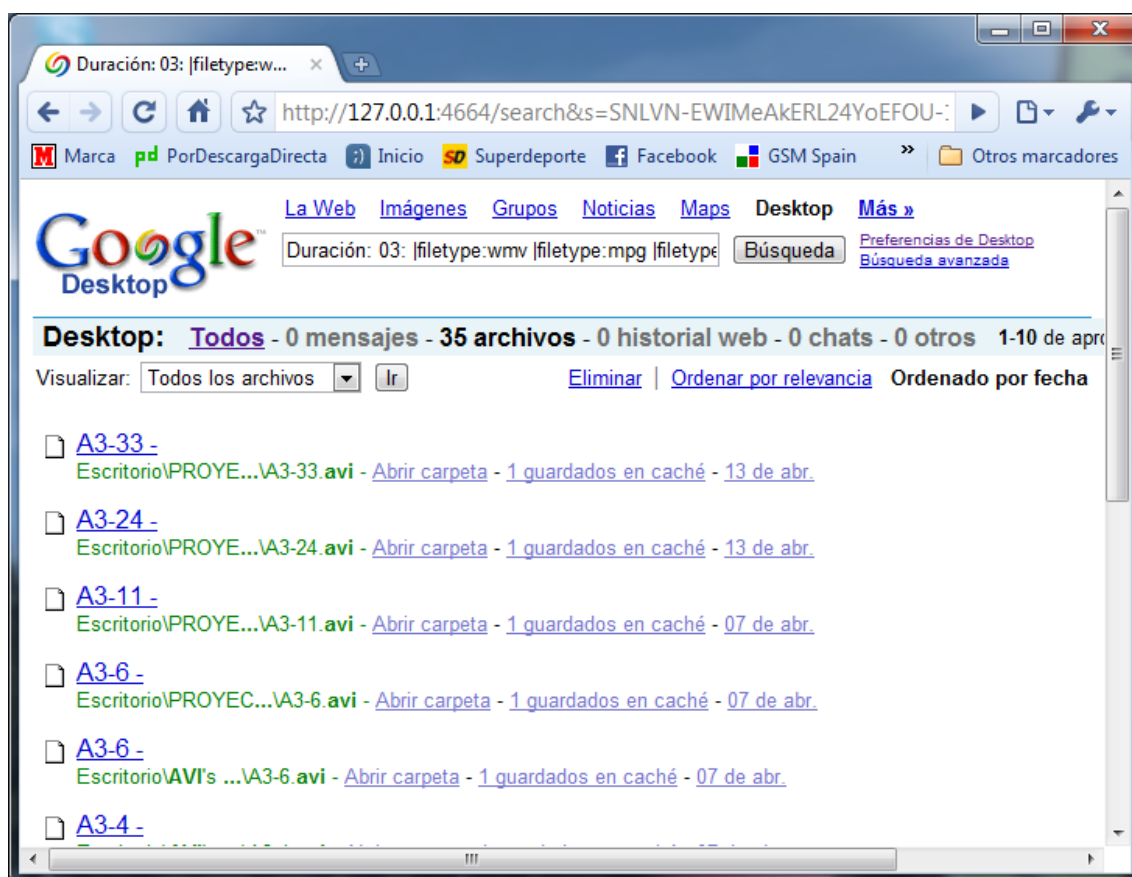 Duración: 03: |filetype:w...
http://127.0.0.1:4664/search&s=SNLVN-EWIMeAkERL24YoEFOU-
M Marca pd PorDescargaDirecta ;) Inicio SD Superdeporte f Facebook GSM Spain » Otros marcadores
La Web Imágenes Grupos Noticias Maps Desktop Más »
Google™ Desktop
Duración: 03: |filetype:wmv |filetype:mpg |filetype Búsqueda
Preferencias de Desktop
Búsqueda avanzada
Desktop: Todos - 0 mensajes - 35 archivos - 0 historial web - 0 chats - 0 otros 1-10 de apro
Visualizar: Todos los archivos Ir Eliminar | Ordenar por relevancia Ordenado por fecha
A3-33 -
Escritorio\PROYE...\A3-33.avi - Abrir carpeta - 1 guardados en caché - 13 de abr.
A3-24 -
Escritorio\PROYE...\A3-24.avi - Abrir carpeta - 1 guardados en caché - 13 de abr.
A3-11 -
Escritorio\PROYE...\A3-11.avi - Abrir carpeta - 1 guardados en caché - 07 de abr.
A3-6 -
Escritorio\PROYEC...\A3-6.avi - Abrir carpeta - 1 guardados en caché - 07 de abr.
A3-6 -
Escritorio\AVI's ...\A3-6.avi - Abrir carpeta - 1 guardados en caché - 07 de abr.
A3-4 -